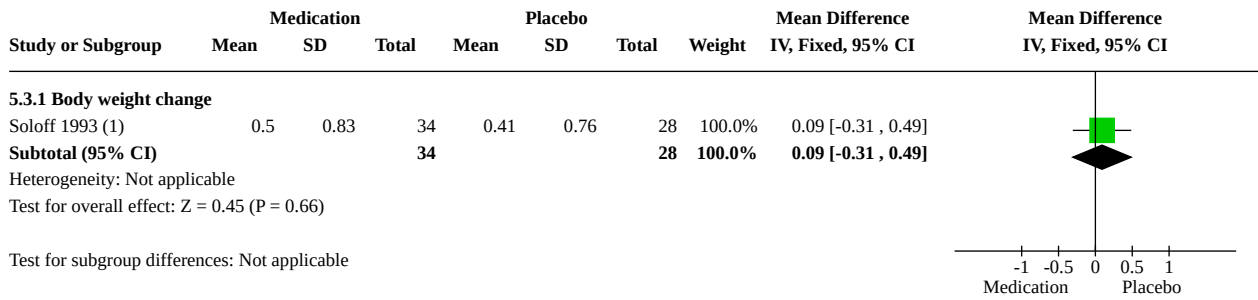 Medication Placebo Mean Difference Mean Difference
Study or Subgroup Mean SD Total Mean SD Total Weight IV, Fixed, 95% CI IV, Fixed, 95% CI
5.3.1 Body weight change
Soloff 1993 (1) 0.5 0.83 34 0.41 0.76 28 100.0% 0.09 [-0.31 , 0.49]
Subtotal (95% CI) 34 28 100.0% 0.09 [-0.31 , 0.49]
Heterogeneity: Not applicable
Test for overall effect: Z = 0.45 (P = 0.66)
Test for subgroup differences: Not applicable
-1 -0.5 0 0.5 1
Medication Placebo